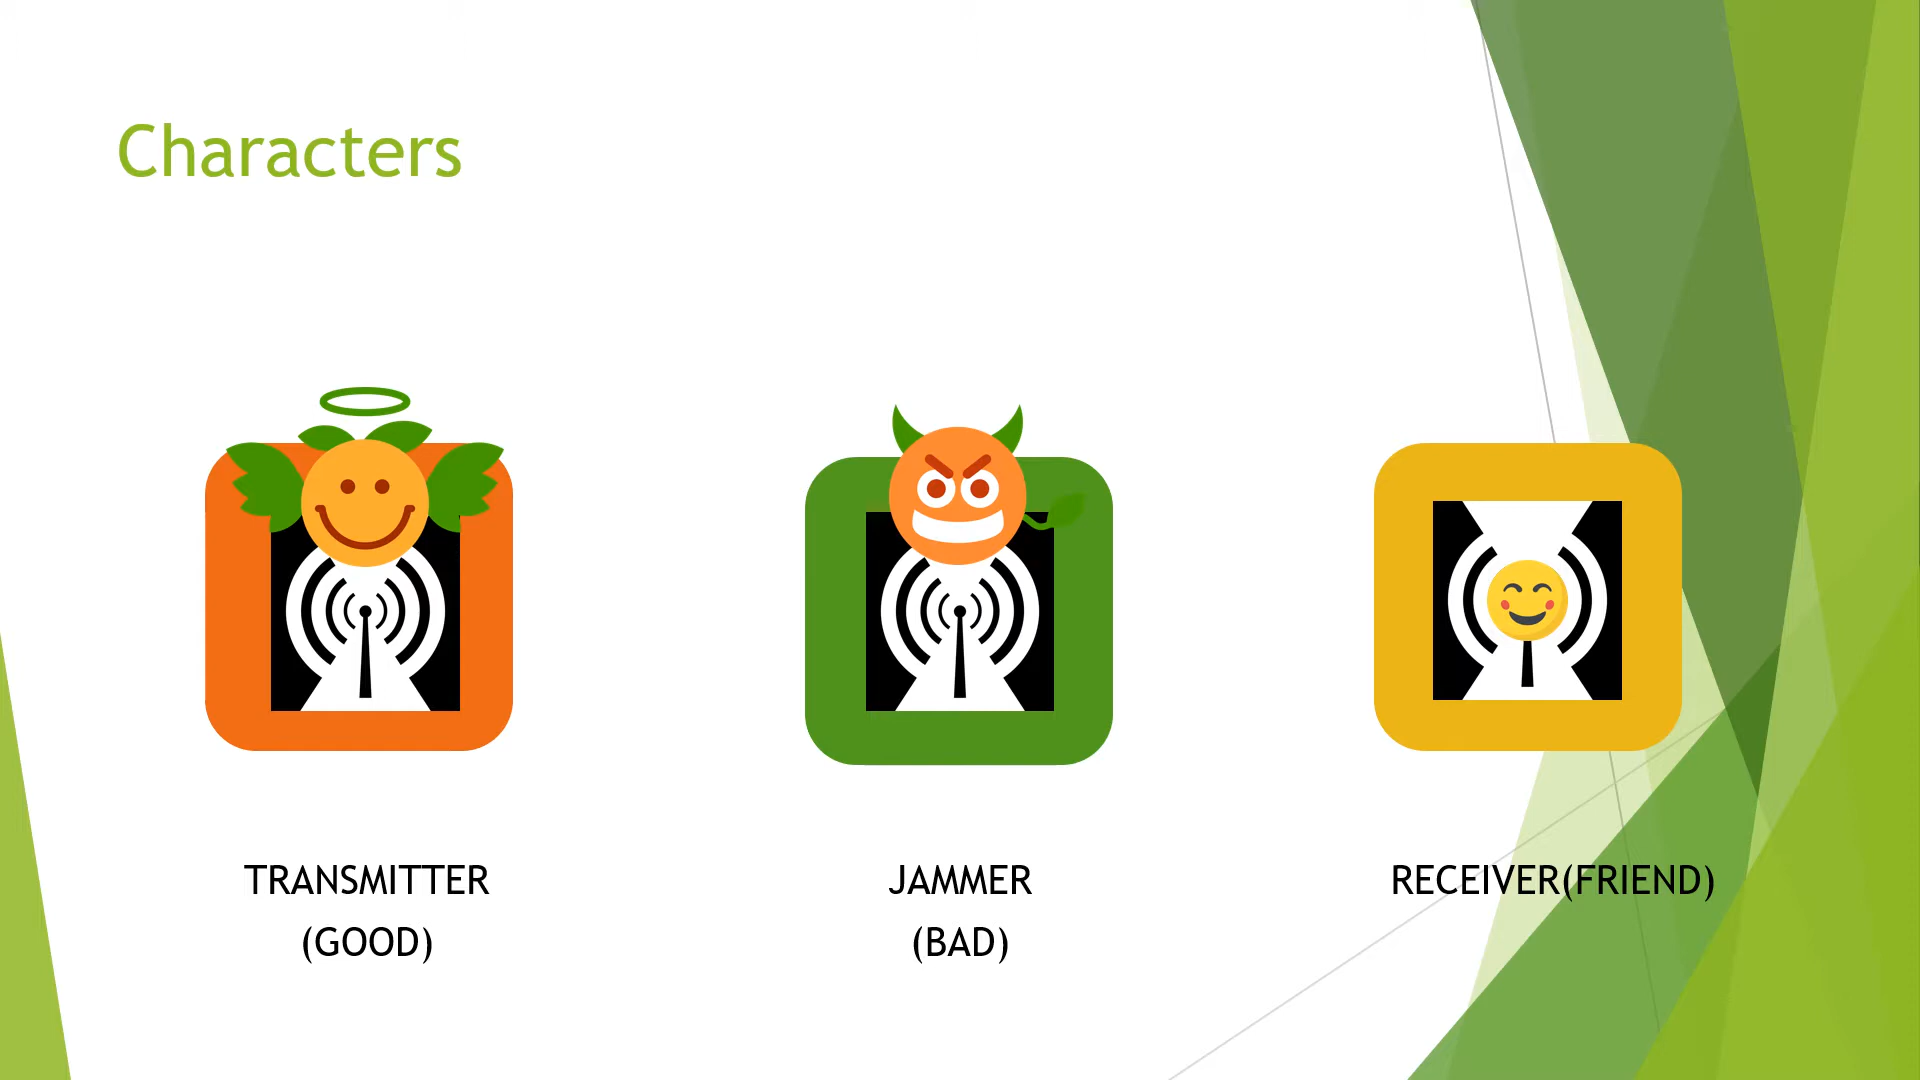 Characters
TRANSMITTER
(GOOD)
JAMMER
(BAD)
RECEIVER(FRIEND)